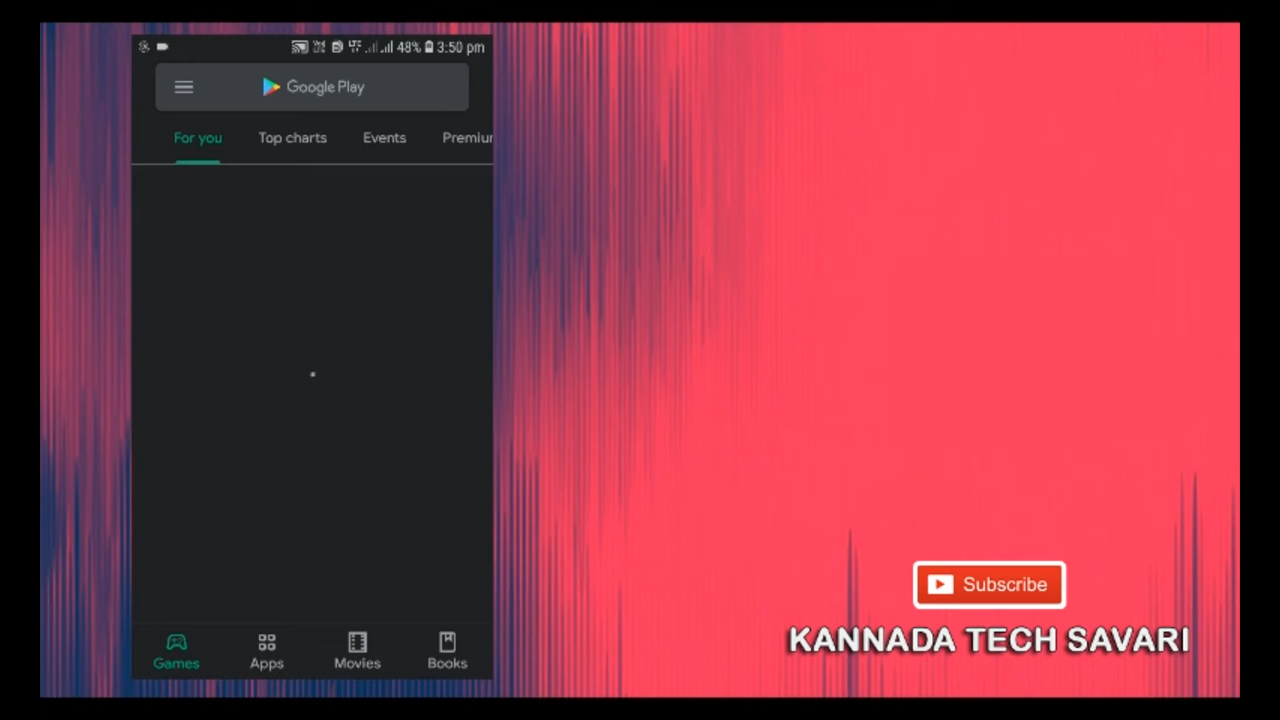 48% 3:50 pm
Google Play
For you Top charts Events Premiur
Games Apps Movies Books
Subscribe
KANNADA TECH SAVARI